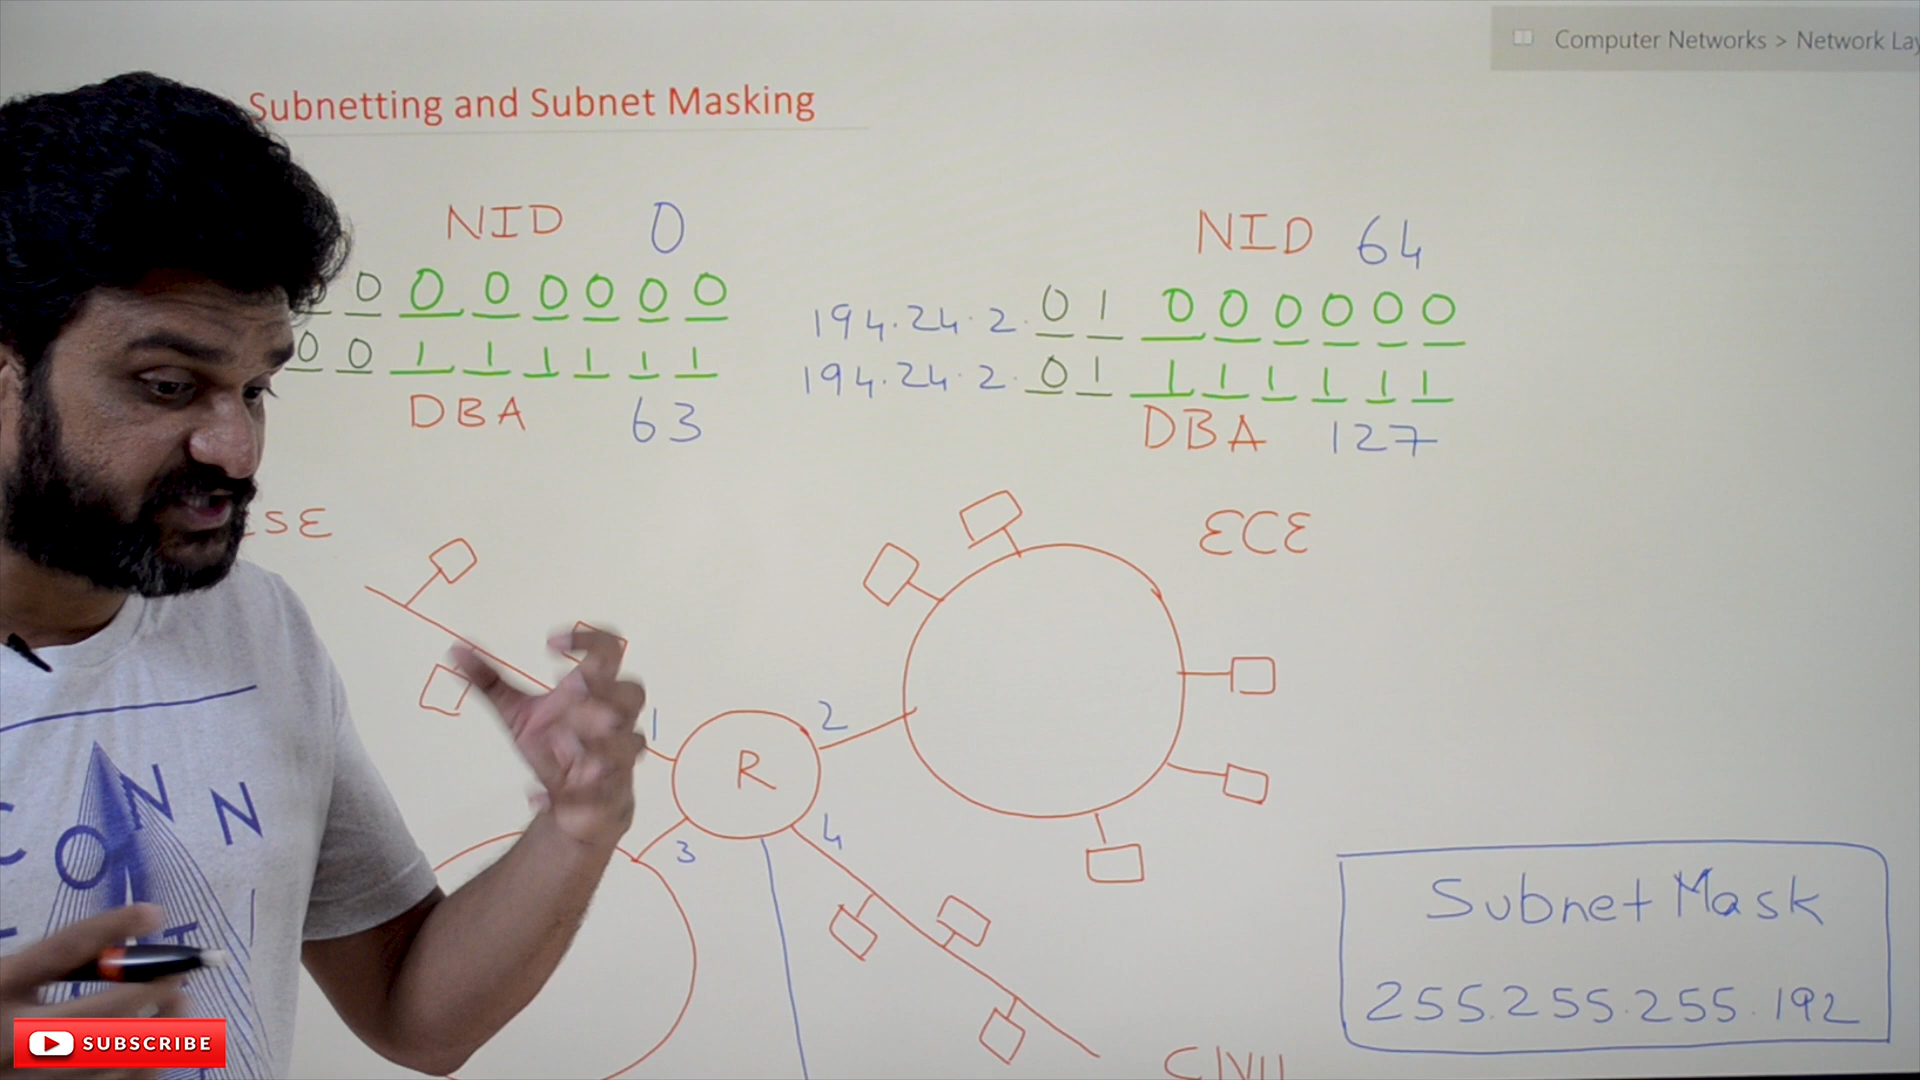 Computer Networks > Network Lay
Subnetting and Subnet Masking
NID 0
0 0 0 0 0 0 0
0 0 1 1 1 1 1 1
DBA 63
NID 64
194.24.2.0 1 0 0 0 0 0 0
194.24.2.0 1 1 1 1 1 1 1
DBA 127
SE
ECE
1
2
R
3
4
CIVIL
Subnet Mask
255.255.255.192
CONN
SUBSCRIBE